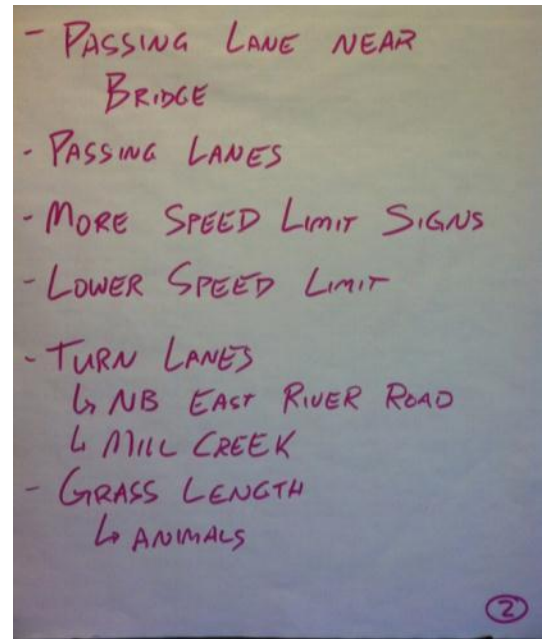 - PASSING LANE NEAR
BRIDGE
- PASSING LANES
- MORE SPEED LIMIT SIGNS
- LOWER SPEED LIMIT
- TURN LANES
↳ NB EAST RIVER ROAD
↳ MILL CREEK
- GRASS LENGTH
↳ ANIMALS
2